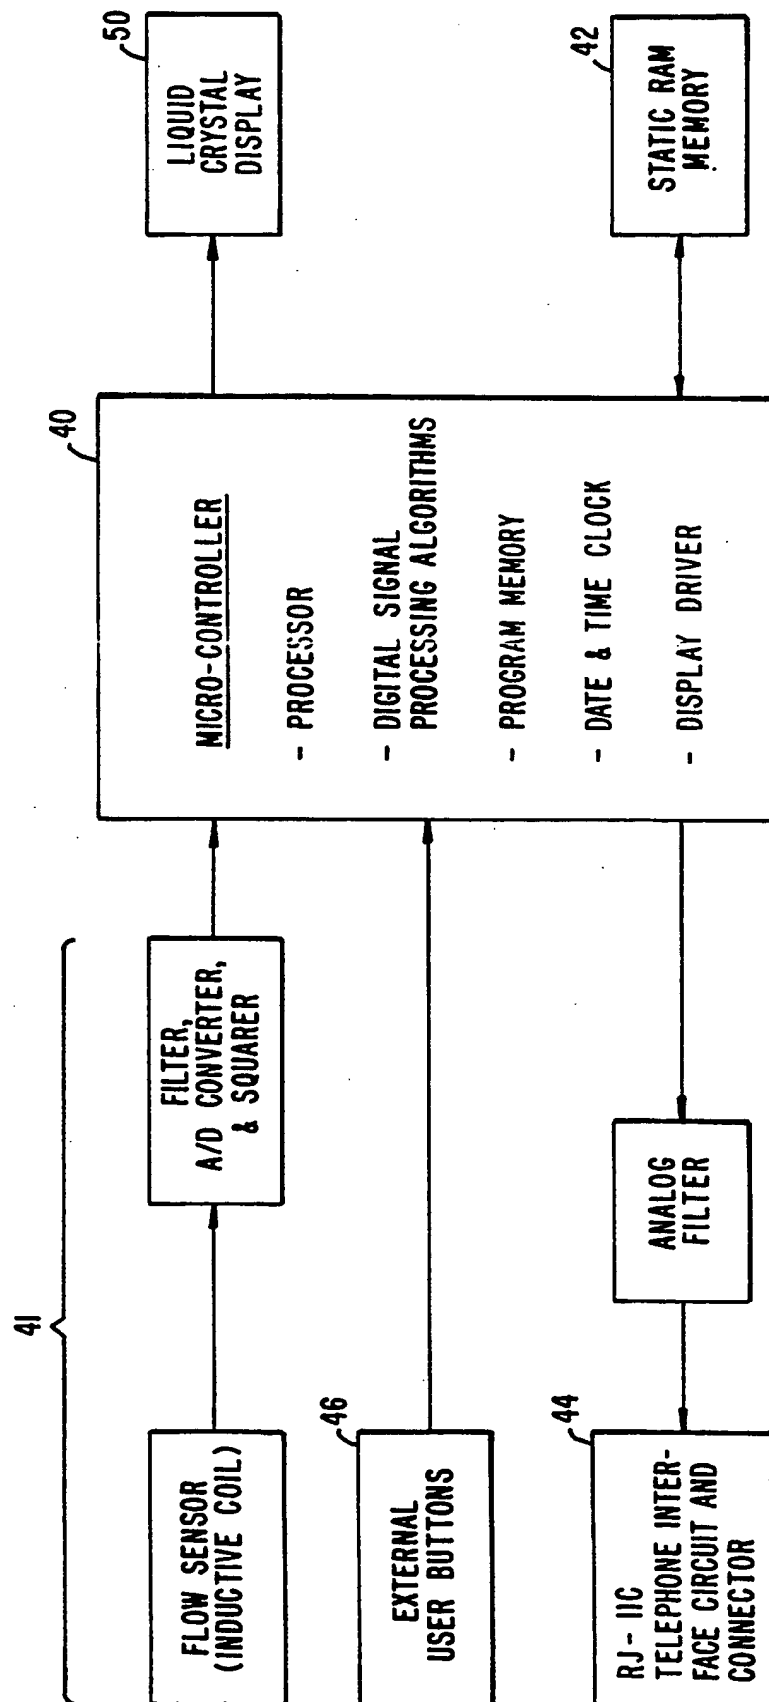 41
FLOW SENSOR
(INDUCTIVE COIL)
FILTER,
A/D CONVERTER,
& SQUARER
46
EXTERNAL
USER BUTTONS
44
RJ-11C
TELEPHONE INTER-
FACE CIRCUIT AND
CONNECTOR
ANALOG
FILTER
40
MICRO-CONTROLLER
- PROCESSOR
- DIGITAL SIGNAL
PROCESSING ALGORITHMS
- PROGRAM MEMORY
- DATE & TIME CLOCK
- DISPLAY DRIVER
50
LIQUID
CRYSTAL
DISPLAY
42
STATIC RAM
MEMORY